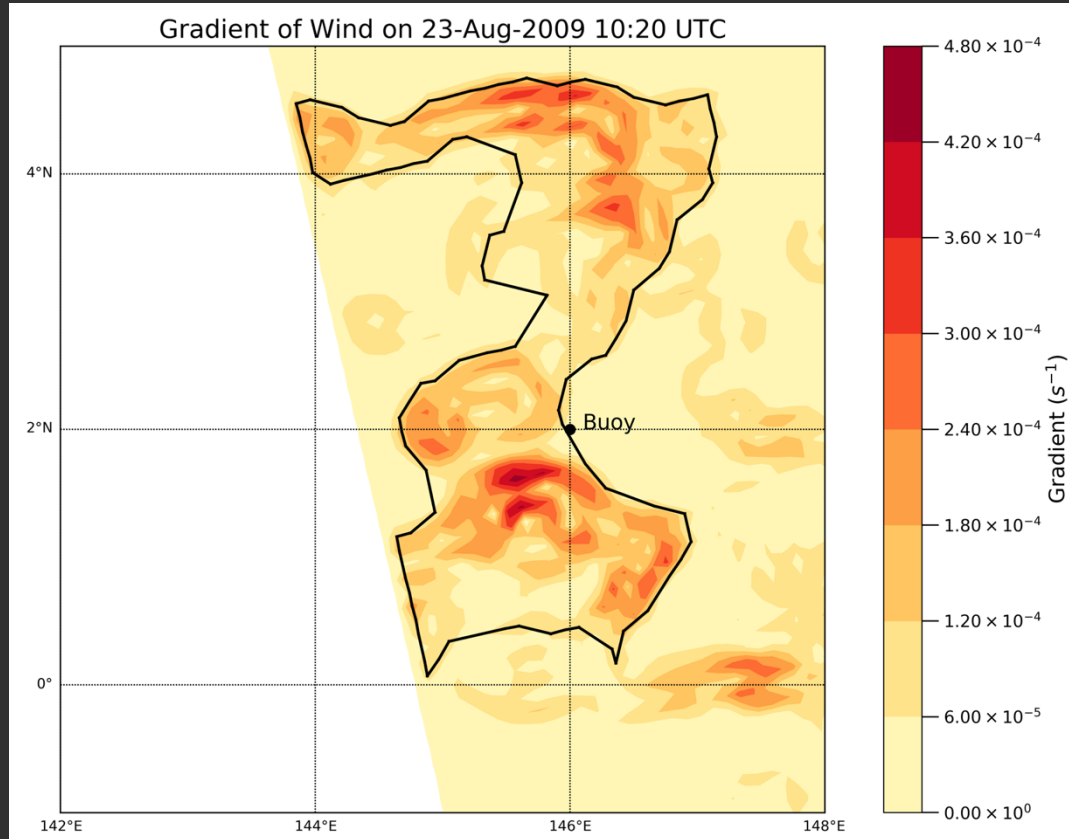 Gradient of Wind on 23-Aug-2009 10:20 UTC
4°N
2°N
0°
142°E
144°E
146°E
148°E
Buoy
4.80 × 10⁻⁴
4.20 × 10⁻⁴
3.60 × 10⁻⁴
3.00 × 10⁻⁴
2.40 × 10⁻⁴
1.80 × 10⁻⁴
1.20 × 10⁻⁴
6.00 × 10⁻⁵
0.00 × 10⁰
Gradient (s⁻¹)